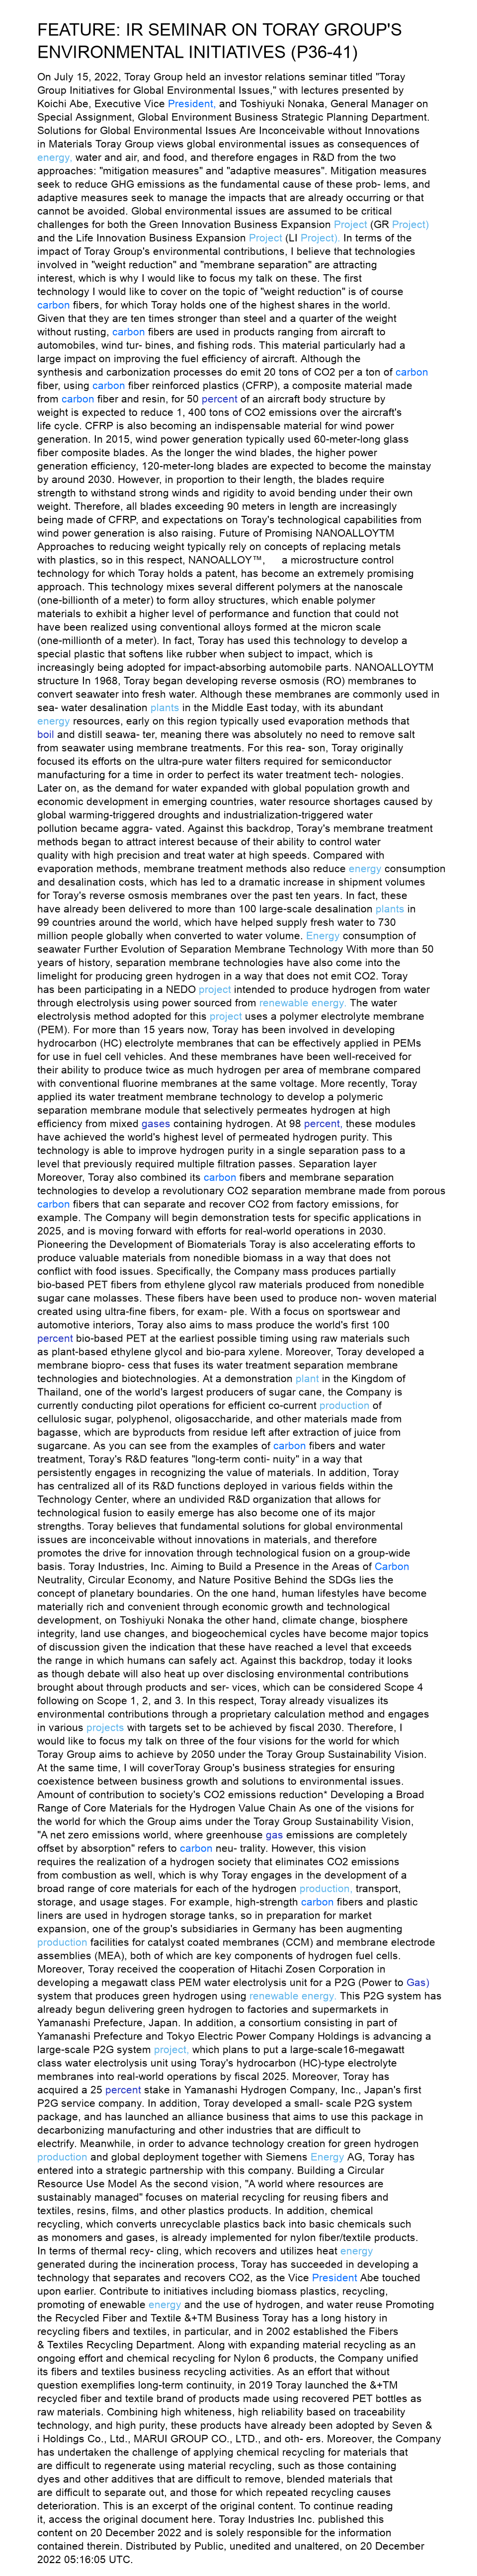 FEATURE: IR SEMINAR ON TORAY GROUP'S
ENVIRONMENTAL INITIATIVES (P36-41)
On July 15, 2022, Toray Group held an investor relations seminar titled "Toray
Group Initiatives for Global Environmental Issues," with lectures presented by
Koichi Abe, Executive Vice President, and Toshiyuki Nonaka, General Manager on
Special Assignment, Global Environment Business Strategic Planning Department.
Solutions for Global Environmental Issues Are Inconceivable without Innovations
in Materials Toray Group views global environmental issues as consequences of
energy, water and air, and food, and therefore engages in R&D from the two
approaches: "mitigation measures" and "adaptive measures". Mitigation measures
seek to reduce GHG emissions as the fundamental cause of these prob- lems, and
adaptive measures seek to manage the impacts that are already occurring or that
cannot be avoided. Global environmental issues are assumed to be critical
challenges for both the Green Innovation Business Expansion Project (GR Project)
and the Life Innovation Business Expansion Project (LI Project). In terms of the
impact of Toray Group's environmental contributions, I believe that technologies
involved in "weight reduction" and "membrane separation" are attracting
interest, which is why I would like to focus my talk on these. The first
technology I would like to cover on the topic of "weight reduction" is of course
carbon fibers, for which Toray holds one of the highest shares in the world.
Given that they are ten times stronger than steel and a quarter of the weight
without rusting, carbon fibers are used in products ranging from aircraft to
automobiles, wind tur- bines, and fishing rods. This material particularly had a
large impact on improving the fuel efficiency of aircraft. Although the
synthesis and carbonization processes do emit 20 tons of CO2 per a ton of carbon
fiber, using carbon fiber reinforced plastics (CFRP), a composite material made
from carbon fiber and resin, for 50 percent of an aircraft body structure by
weight is expected to reduce 1, 400 tons of CO2 emissions over the aircraft's
life cycle. CFRP is also becoming an indispensable material for wind power
generation. In 2015, wind power generation typically used 60-meter-long glass
fiber composite blades. As the longer the wind blades, the higher power
generation efficiency, 120-meter-long blades are expected to become the mainstay
by around 2030. However, in proportion to their length, the blades require
strength to withstand strong winds and rigidity to avoid bending under their own
weight. Therefore, all blades exceeding 90 meters in length are increasingly
being made of CFRP, and expectations on Toray's technological capabilities from
wind power generation is also raising. Future of Promising NANOALLOYTM
Approaches to reducing weight typically rely on concepts of replacing metals
with plastics, so in this respect, NANOALLOY™, a microstructure control
technology for which Toray holds a patent, has become an extremely promising
approach. This technology mixes several different polymers at the nanoscale
(one-billionth of a meter) to form alloy structures, which enable polymer
materials to exhibit a higher level of performance and function that could not
have been realized using conventional alloys formed at the micron scale
(one-millionth of a meter). In fact, Toray has used this technology to develop a
special plastic that softens like rubber when subject to impact, which is
increasingly being adopted for impact-absorbing automobile parts. NANOALLOYTM
structure In 1968, Toray began developing reverse osmosis (RO) membranes to
convert seawater into fresh water. Although these membranes are commonly used in
sea- water desalination plants in the Middle East today, with its abundant
energy resources, early on this region typically used evaporation methods that
boil and distill seawa- ter, meaning there was absolutely no need to remove salt
from seawater using membrane treatments. For this rea- son, Toray originally
focused its efforts on the ultra-pure water filters required for semiconductor
manufacturing for a time in order to perfect its water treatment tech- nologies.
Later on, as the demand for water expanded with global population growth and
economic development in emerging countries, water resource shortages caused by
global warming-triggered droughts and industrialization-triggered water
pollution became aggra- vated. Against this backdrop, Toray's membrane treatment
methods began to attract interest because of their ability to control water
quality with high precision and treat water at high speeds. Compared with
evaporation methods, membrane treatment methods also reduce energy consumption
and desalination costs, which has led to a dramatic increase in shipment volumes
for Toray's reverse osmosis membranes over the past ten years. In fact, these
have already been delivered to more than 100 large-scale desalination plants in
99 countries around the world, which have helped supply fresh water to 730
million people globally when converted to water volume. Energy consumption of
seawater Further Evolution of Separation Membrane Technology With more than 50
years of history, separation membrane technologies have also come into the
limelight for producing green hydrogen in a way that does not emit CO2. Toray
has been participating in a NEDO project intended to produce hydrogen from water
through electrolysis using power sourced from renewable energy. The water
electrolysis method adopted for this project uses a polymer electrolyte membrane
(PEM). For more than 15 years now, Toray has been involved in developing
hydrocarbon (HC) electrolyte membranes that can be effectively applied in PEMs
for use in fuel cell vehicles. And these membranes have been well-received for
their ability to produce twice as much hydrogen per area of membrane compared
with conventional fluorine membranes at the same voltage. More recently, Toray
applied its water treatment membrane technology to develop a polymeric
separation membrane module that selectively permeates hydrogen at high
efficiency from mixed gases containing hydrogen. At 98 percent, these modules
have achieved the world's highest level of permeated hydrogen purity. This
technology is able to improve hydrogen purity in a single separation pass to a
level that previously required multiple filtration passes. Separation layer
Moreover, Toray also combined its carbon fibers and membrane separation
technologies to develop a revolutionary CO2 separation membrane made from porous
carbon fibers that can separate and recover CO2 from factory emissions, for
example. The Company will begin demonstration tests for specific applications in
2025, and is moving forward with efforts for real-world operations in 2030.
Pioneering the Development of Biomaterials Toray is also accelerating efforts to
produce valuable materials from nonedible biomass in a way that does not
conflict with food issues. Specifically, the Company mass produces partially
bio-based PET fibers from ethylene glycol raw materials produced from nonedible
sugar cane molasses. These fibers have been used to produce non- woven material
created using ultra-fine fibers, for exam- ple. With a focus on sportswear and
automotive interiors, Toray also aims to mass produce the world's first 100
percent bio-based PET at the earliest possible timing using raw materials such
as plant-based ethylene glycol and bio-para xylene. Moreover, Toray developed a
membrane biopro- cess that fuses its water treatment separation membrane
technologies and biotechnologies. At a demonstration plant in the Kingdom of
Thailand, one of the world's largest producers of sugar cane, the Company is
currently conducting pilot operations for efficient co-current production of
cellulosic sugar, polyphenol, oligosaccharide, and other materials made from
bagasse, which are byproducts from residue left after extraction of juice from
sugarcane. As you can see from the examples of carbon fibers and water
treatment, Toray's R&D features "long-term conti- nuity" in a way that
persistently engages in recognizing the value of materials. In addition, Toray
has centralized all of its R&D functions deployed in various fields within the
Technology Center, where an undivided R&D organization that allows for
technological fusion to easily emerge has also become one of its major
strengths. Toray believes that fundamental solutions for global environmental
issues are inconceivable without innovations in materials, and therefore
promotes the drive for innovation through technological fusion on a group-wide
basis. Toray Industries, Inc. Aiming to Build a Presence in the Areas of Carbon
Neutrality, Circular Economy, and Nature Positive Behind the SDGs lies the
concept of planetary boundaries. On the one hand, human lifestyles have become
materially rich and convenient through economic growth and technological
development, on Toshiyuki Nonaka the other hand, climate change, biosphere
integrity, land use changes, and biogeochemical cycles have become major topics
of discussion given the indication that these have reached a level that exceeds
the range in which humans can safely act. Against this backdrop, today it looks
as though debate will also heat up over disclosing environmental contributions
brought about through products and ser- vices, which can be considered Scope 4
following on Scope 1, 2, and 3. In this respect, Toray already visualizes its
environmental contributions through a proprietary calculation method and engages
in various projects with targets set to be achieved by fiscal 2030. Therefore, I
would like to focus my talk on three of the four visions for the world for which
Toray Group aims to achieve by 2050 under the Toray Group Sustainability Vision.
At the same time, I will coverToray Group's business strategies for ensuring
coexistence between business growth and solutions to environmental issues.
Amount of contribution to society's CO2 emissions reduction* Developing a Broad
Range of Core Materials for the Hydrogen Value Chain As one of the visions for
the world for which the Group aims under the Toray Group Sustainability Vision,
"A net zero emissions world, where greenhouse gas emissions are completely
offset by absorption" refers to carbon neu- trality. However, this vision
requires the realization of a hydrogen society that eliminates CO2 emissions
from combustion as well, which is why Toray engages in the development of a
broad range of core materials for each of the hydrogen production, transport,
storage, and usage stages. For example, high-strength carbon fibers and plastic
liners are used in hydrogen storage tanks, so in preparation for market
expansion, one of the group's subsidiaries in Germany has been augmenting
production facilities for catalyst coated membranes (CCM) and membrane electrode
assemblies (MEA), both of which are key components of hydrogen fuel cells.
Moreover, Toray received the cooperation of Hitachi Zosen Corporation in
developing a megawatt class PEM water electrolysis unit for a P2G (Power to Gas)
system that produces green hydrogen using renewable energy. This P2G system has
already begun delivering green hydrogen to factories and supermarkets in
Yamanashi Prefecture, Japan. In addition, a consortium consisting in part of
Yamanashi Prefecture and Tokyo Electric Power Company Holdings is advancing a
large-scale P2G system project, which plans to put a large-scale16-megawatt
class water electrolysis unit using Toray's hydrocarbon (HC)-type electrolyte
membranes into real-world operations by fiscal 2025. Moreover, Toray has
acquired a 25 percent stake in Yamanashi Hydrogen Company, Inc., Japan's first
P2G service company. In addition, Toray developed a small- scale P2G system
package, and has launched an alliance business that aims to use this package in
decarbonizing manufacturing and other industries that are difficult to
electrify. Meanwhile, in order to advance technology creation for green hydrogen
production and global deployment together with Siemens Energy AG, Toray has
entered into a strategic partnership with this company. Building a Circular
Resource Use Model As the second vision, "A world where resources are
sustainably managed" focuses on material recycling for reusing fibers and
textiles, resins, films, and other plastics products. In addition, chemical
recycling, which converts unrecyclable plastics back into basic chemicals such
as monomers and gases, is already implemented for nylon fiber/textile products.
In terms of thermal recy- cling, which recovers and utilizes heat energy
generated during the incineration process, Toray has succeeded in developing a
technology that separates and recovers CO2, as the Vice President Abe touched
upon earlier. Contribute to initiatives including biomass plastics, recycling,
promoting of enewable energy and the use of hydrogen, and water reuse Promoting
the Recycled Fiber and Textile &+TM Business Toray has a long history in
recycling fibers and textiles, in particular, and in 2002 established the Fibers
& Textiles Recycling Department. Along with expanding material recycling as an
ongoing effort and chemical recycling for Nylon 6 products, the Company unified
its fibers and textiles business recycling activities. As an effort that without
question exemplifies long-term continuity, in 2019 Toray launched the &+TM
recycled fiber and textile brand of products made using recovered PET bottles as
raw materials. Combining high whiteness, high reliability based on traceability
technology, and high purity, these products have already been adopted by Seven &
i Holdings Co., Ltd., MARUI GROUP CO., LTD., and oth- ers. Moreover, the Company
has undertaken the challenge of applying chemical recycling for materials that
are difficult to regenerate using material recycling, such as those containing
dyes and other additives that are difficult to remove, blended materials that
are difficult to separate out, and those for which repeated recycling causes
deterioration. This is an excerpt of the original content. To continue reading
it, access the original document here. Toray Industries Inc. published this
content on 20 December 2022 and is solely responsible for the information
contained therein. Distributed by Public, unedited and unaltered, on 20 December
2022 05:16:05 UTC.